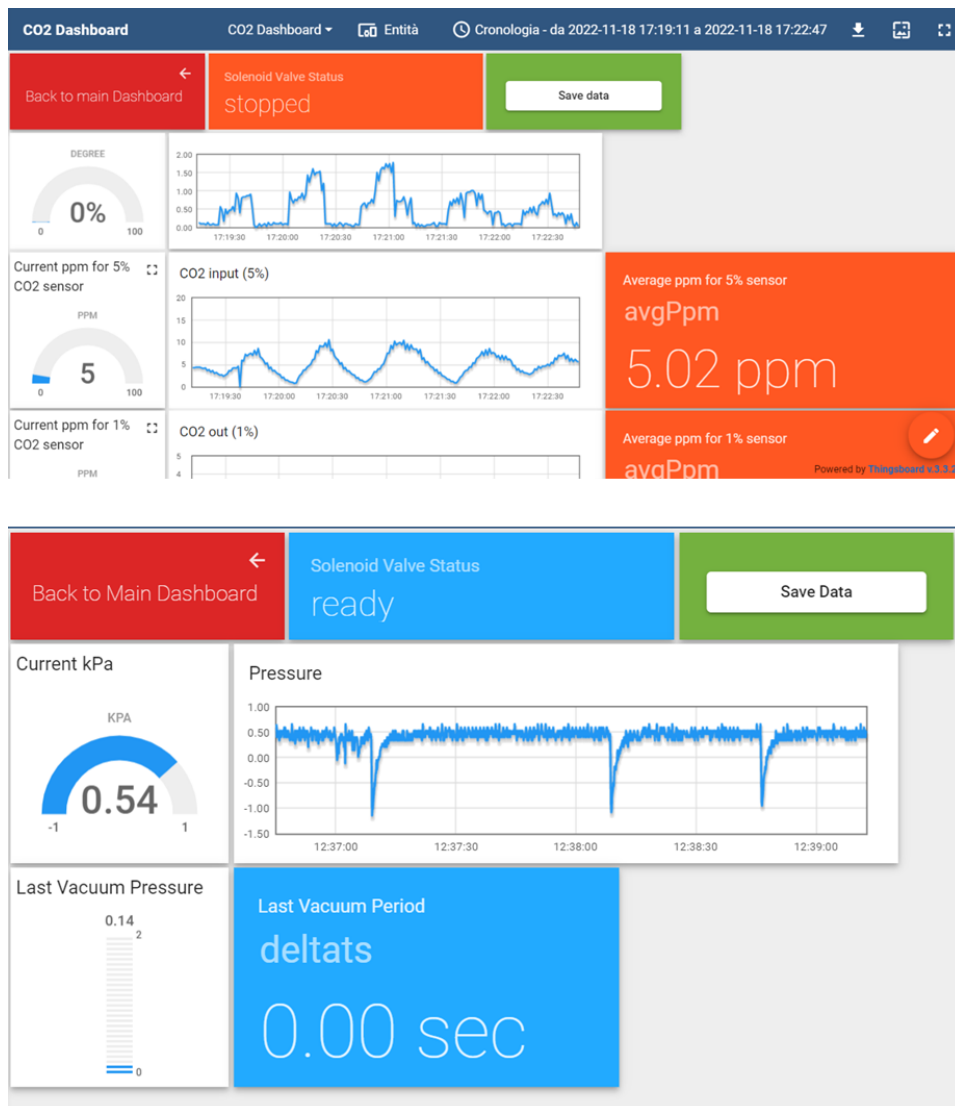 CO2 Dashboard
CO2 Dashboard
Entità
Cronologia - da 2022-11-18 17:19:11 a 2022-11-18 17:22:47
Back to main Dashboard
Solenoid Valve Status
stopped
Save data
DEGREE
0%
0
100
2.00
1.50
1.00
0.50
0.00
17:19:30 17:20:00 17:20:30 17:21:00 17:21:30 17:22:00 17:22:30
Current ppm for 5%
CO2 sensor
PPM
5
0
100
CO2 input (5%)
20
15
10
5
0
17:19:30 17:20:00 17:20:30 17:21:00 17:21:30 17:22:00 17:22:30
Average ppm for 5% sensor
avgPpm
5.02 ppm
Current ppm for 1%
CO2 sensor
PPM
CO2 out (1%)
5
4
Average ppm for 1% sensor
avgPpm
Powered by Thingsboard v.3.3.2
Back to Main Dashboard
Solenoid Valve Status
ready
Save Data
Current kPa
KPA
0.54
-1
1
Pressure
1.00
0.50
0.00
-0.50
-1.00
-1.50
12:37:00 12:37:30 12:38:00 12:38:30 12:39:00
Last Vacuum Pressure
0.14
2
0
Last Vacuum Period
deltats
0.00 sec